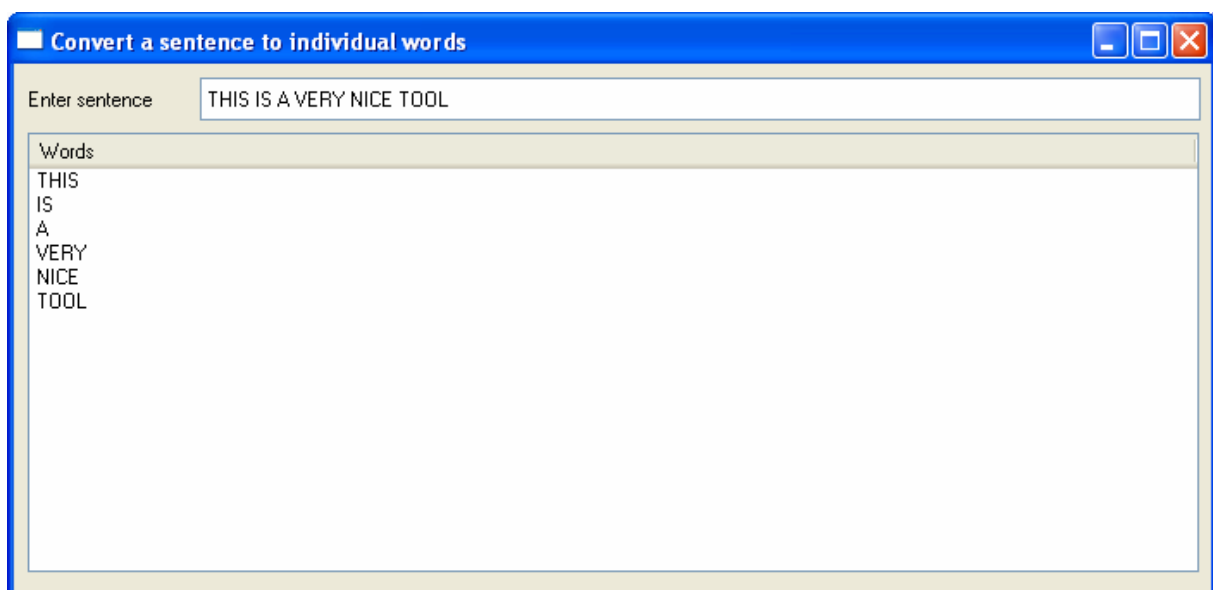 Convert a sentence to individual words
Enter sentence THIS IS A VERY NICE TOOL
Words
THIS
IS
A
VERY
NICE
TOOL